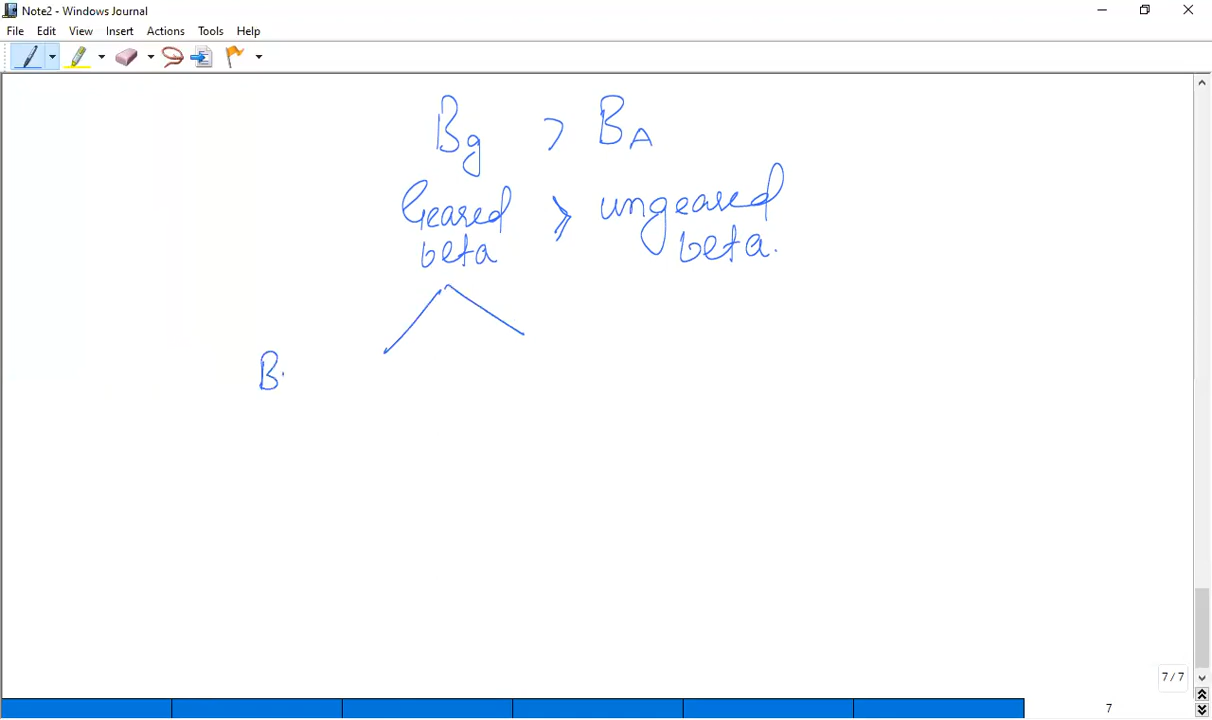 Note2 - Windows Journal
File Edit View Insert Actions Tools Help
Bg > BA
Geared > ungeared
beta beta.
B.
7 / 7
7